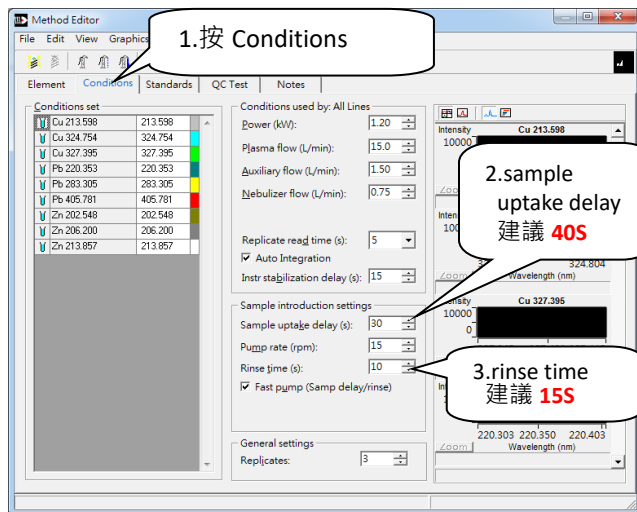 Method Editor
File Edit View Graphics
1.按 Conditions
Element Conditions Standards QC Test Notes
Conditions set
Cu 213.598 213.598
Cu 324.754 324.754
Cu 327.395 327.395
Pb 220.353 220.353
Pb 283.305 283.305
Pb 405.781 405.781
Zn 202.548 202.548
Zn 206.200 206.200
Zn 213.857 213.857
Conditions used by: All Lines
Power (kW): 1.20
Plasma flow (L/min): 15.0
Auxiliary flow (L/min): 1.50
Nebulizer flow (L/min): 0.75
Replicate read time (s): 5
Auto Integration
Instr stabilization delay (s): 15
Sample introduction settings
Sample uptake delay (s): 30
Pump rate (rpm): 15
Rinse time (s): 10
Fast pump (Samp delay/rinse)
General settings
Replicates: 3
Intensity Cu 213.598
10000
Zoom
2.sample
uptake delay
建議 40S
324.804
Zoom Wavelength (nm)
Cu 327.395
10000
0
3.rinse time
建議 15S
220.303 220.350 220.403
Zoom Wavelength (nm)